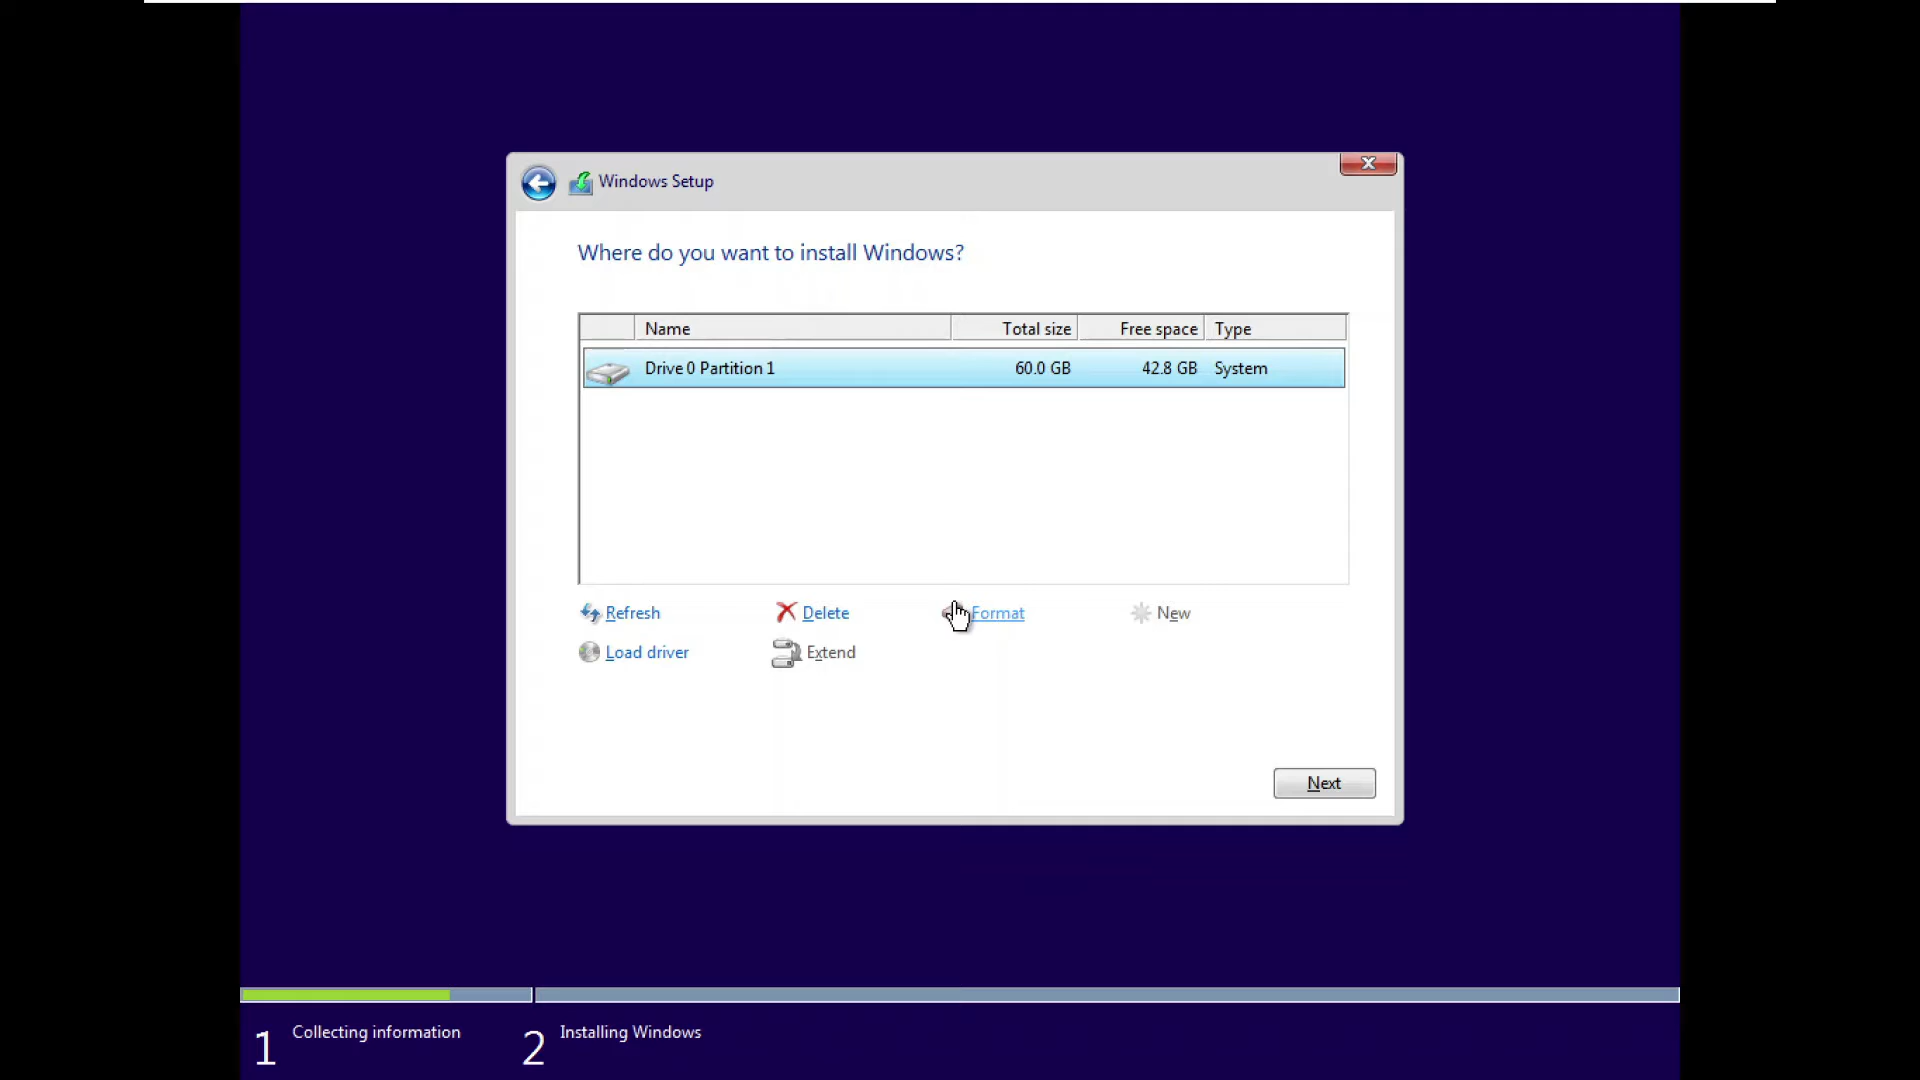 Windows Setup
Where do you want to install Windows?
Name Total size Free space Type
Drive 0 Partition 1 60.0 GB 42.8 GB System
Refresh Delete Format New
Load driver Extend
Next
1 Collecting information 2 Installing Windows